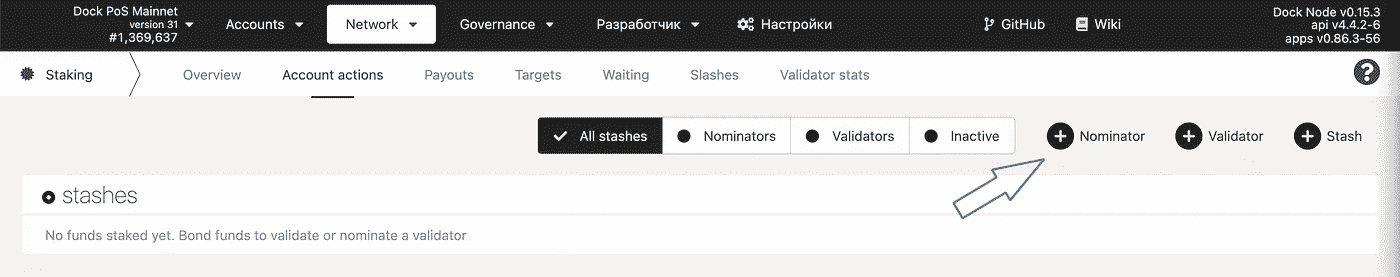 Dock PoS Mainnet
version 31
#1,369,637
Accounts
Network
Governance
Разработчик
Настройки
GitHub
Wiki
Dock Node v0.15.3
api v4.4.2-6
apps v0.86.3-56
Staking
Overview
Account actions
Payouts
Targets
Waiting
Slashes
Validator stats
All stashes
Nominators
Validators
Inactive
Nominator
Validator
Stash
stashes
No funds staked yet. Bond funds to validate or nominate a validator